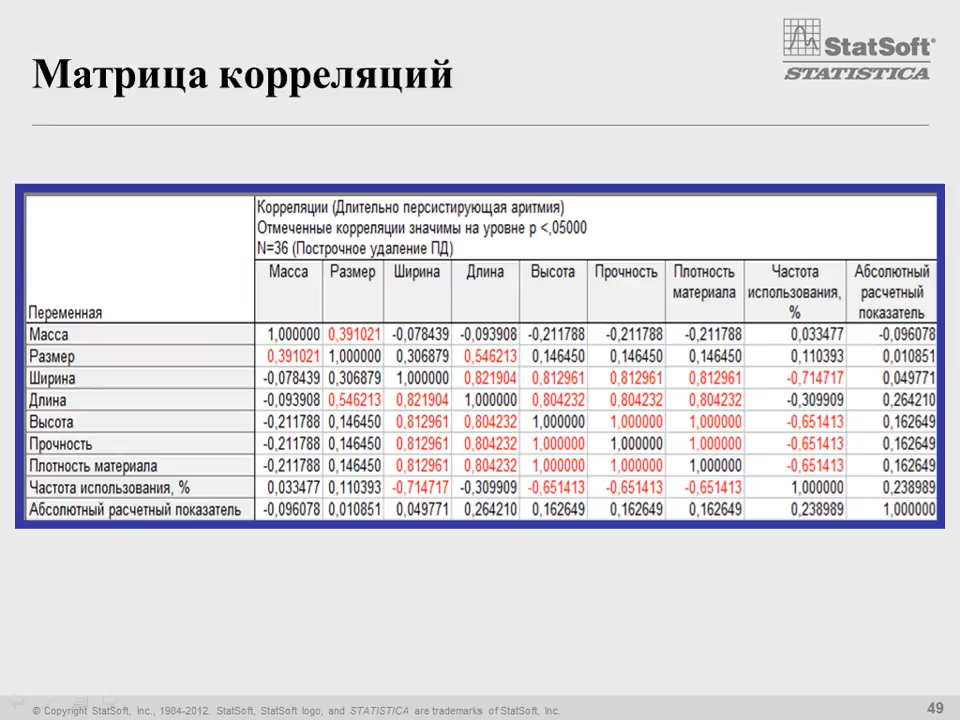 StatSoft®
STATISTICA
Матрица корреляций
Корреляции (Длительно персистирующая аритмия)
Отмеченные корреляции значимы на уровне p <,05000
N=36 (Построчное удаление ПД)
Переменная Масса Размер Ширина Длина Высота Прочность Плотность материала Частота использования, % Абсолютный расчетный показатель
Масса 1,000000 0,391021 -0,078439 -0,093908 -0,211788 -0,211788 -0,211788 0,033477 -0,096078
Размер 0,391021 1,000000 0,306879 0,546213 0,146450 0,146450 0,146450 0,110393 0,010851
Ширина -0,078439 0,306879 1,000000 0,821904 0,812961 0,812961 0,812961 -0,714717 0,049771
Длина -0,093908 0,546213 0,821904 1,000000 0,804232 0,804232 0,804232 -0,309909 0,264210
Высота -0,211788 0,146450 0,812961 0,804232 1,000000 1,000000 1,000000 -0,651413 0,162649
Прочность -0,211788 0,146450 0,812961 0,804232 1,000000 1,000000 1,000000 -0,651413 0,162649
Плотность материала -0,211788 0,146450 0,812961 0,804232 1,000000 1,000000 1,000000 -0,651413 0,162649
Частота использования, % 0,033477 0,110393 -0,714717 -0,309909 -0,651413 -0,651413 -0,651413 1,000000 0,238989
Абсолютный расчетный показатель -0,096078 0,010851 0,049771 0,264210 0,162649 0,162649 0,162649 0,238989 1,000000
© Copyright StatSoft, Inc., 1984-2012. StatSoft, StatSoft logo, and STATISTICA are trademarks of StatSoft, Inc.
49